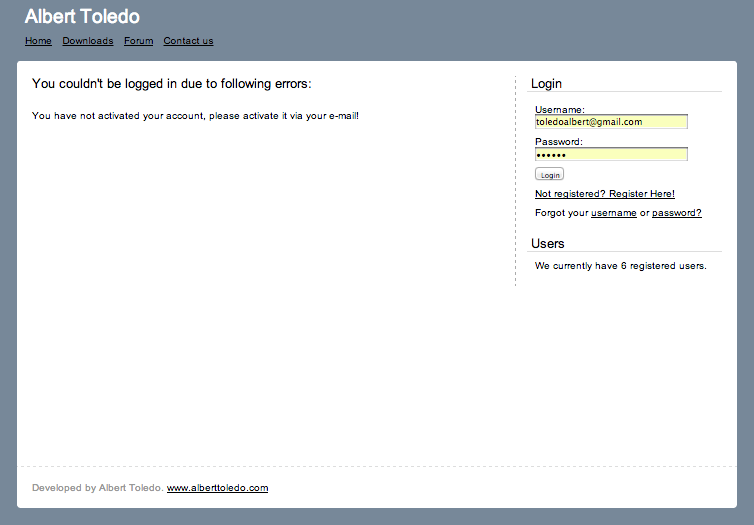 Albert Toledo
Home Downloads Forum Contact us
You couldn't be logged in due to following errors:
You have not activated your account, please activate it via your e-mail!
Login
Username:
toledoalbert@gmail.com
Password:
••••••
Login
Not registered? Register Here!
Forgot your username or password?
Users
We currently have 6 registered users.
Developed by Albert Toledo. www.alberttoledo.com